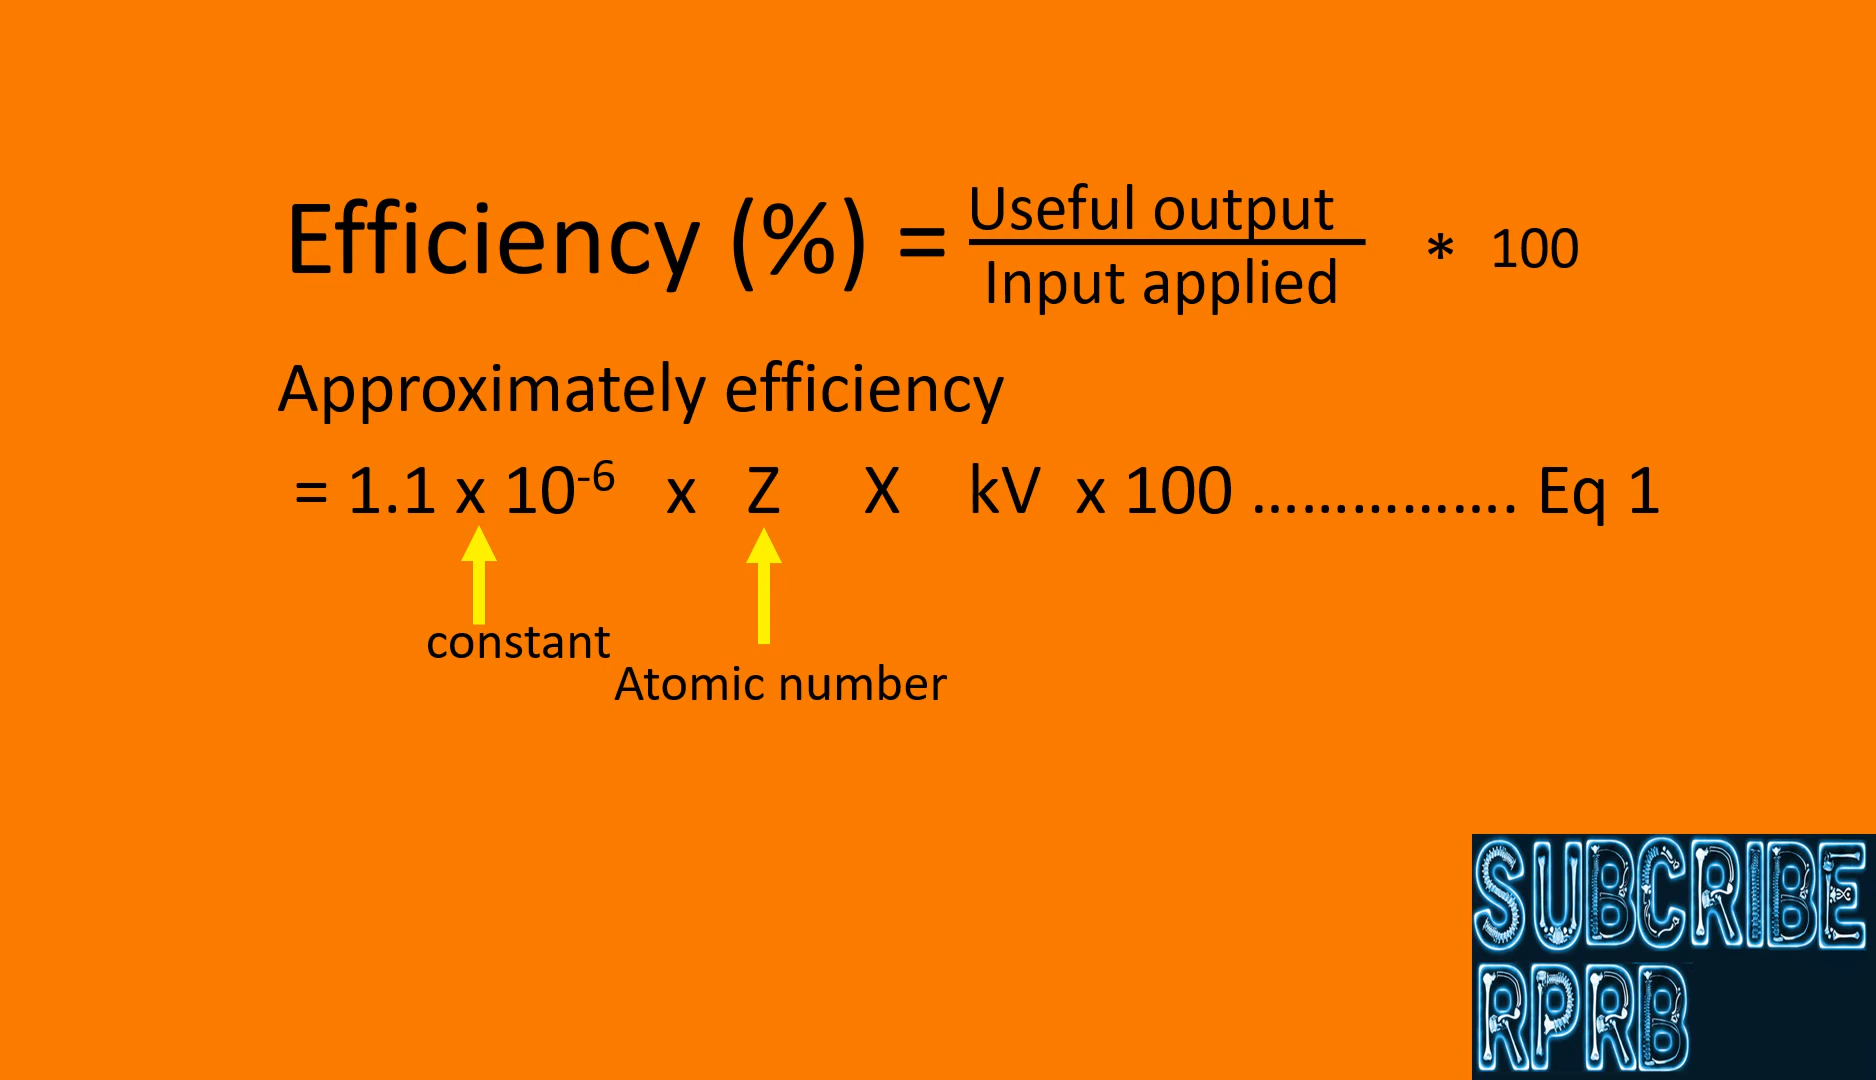 Efficiency (%) = Useful output / Input applied * 100
Approximately efficiency
= 1.1 x 10⁻⁶ x Z X kV x 100 ................ Eq 1
constant
Atomic number
SUBCRIBE
RPRB